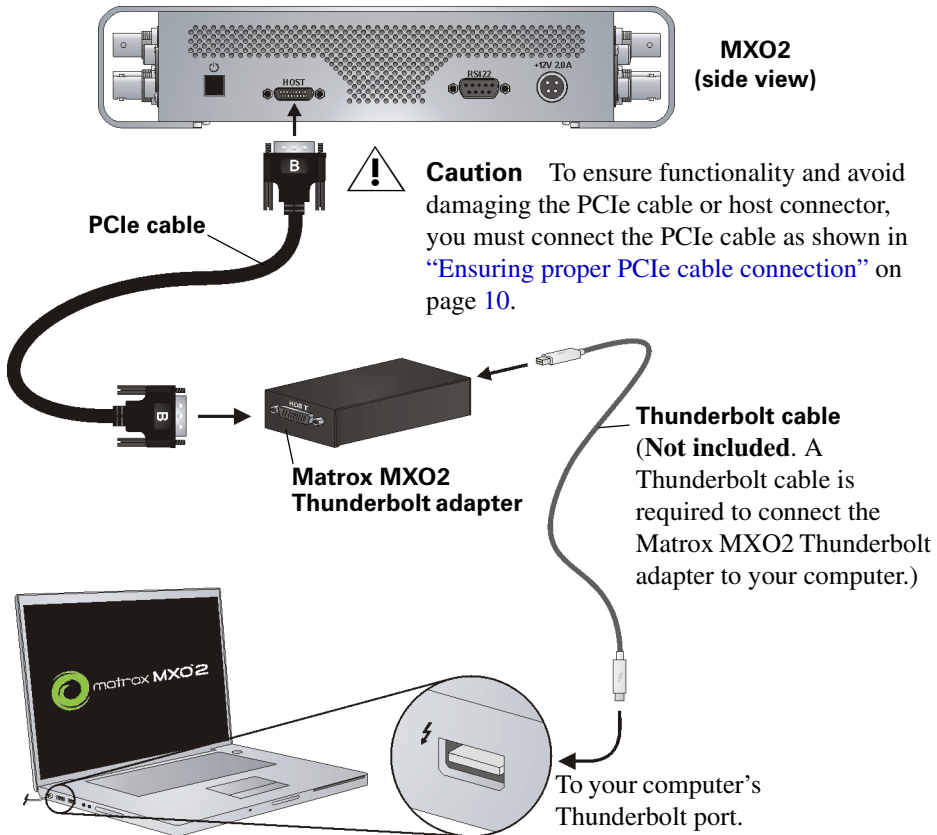 MXO2
(side view)
HOST
RS422
+12V 2.0A
B
PCIe cable
Caution To ensure functionality and avoid
damaging the PCIe cable or host connector,
you must connect the PCIe cable as shown in
“Ensuring proper PCIe cable connection” on
page 10.
B
HOST
Matrox MXO2
Thunderbolt adapter
Thunderbolt cable
(Not included. A
Thunderbolt cable is
required to connect the
Matrox MXO2 Thunderbolt
adapter to your computer.)
matrox MXO2
To your computer’s
Thunderbolt port.